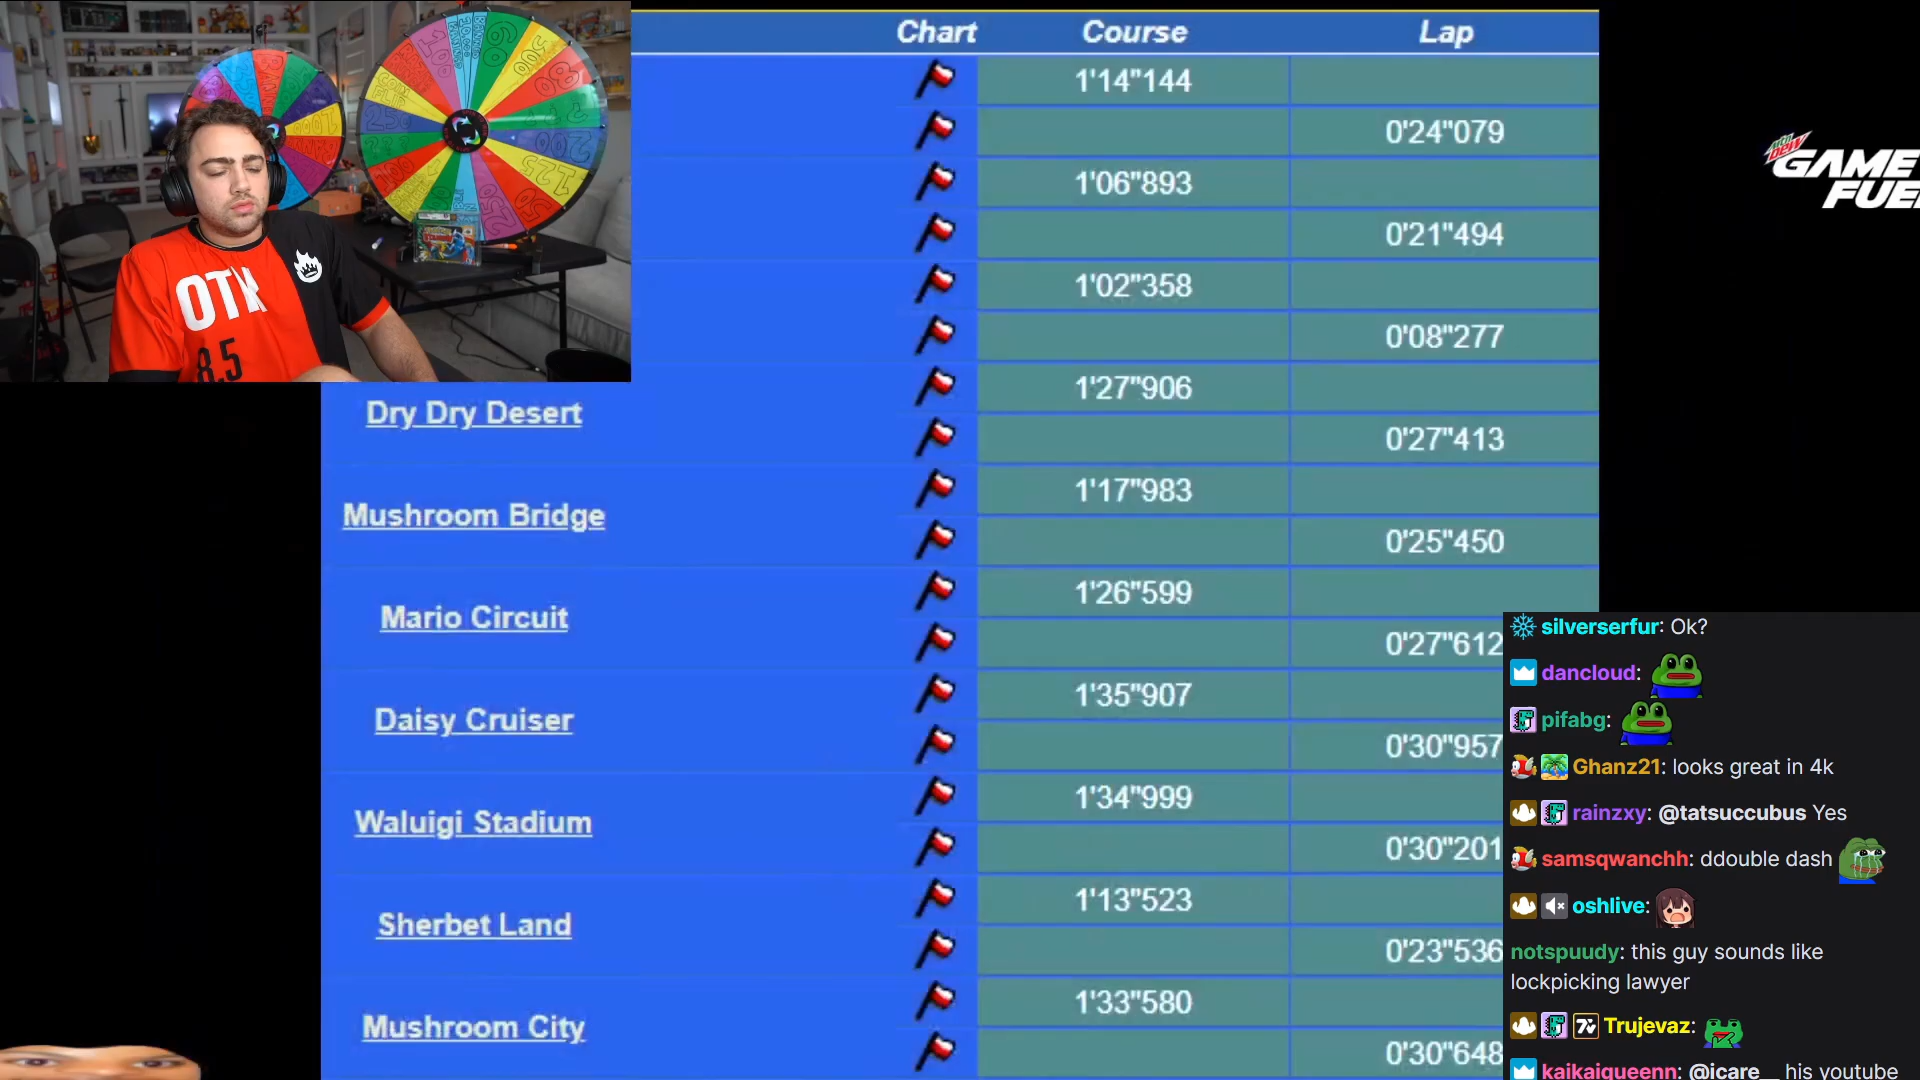 Chart Course Lap
1'14"144
0'24"079
1'06"893
0'21"494
1'02"358
0'08"277
Dry Dry Desert
1'27"906
0'27"413
Mushroom Bridge
1'17"983
0'25"450
Mario Circuit
1'26"599
0'27"612
Daisy Cruiser
1'35"907
0'30"957
Waluigi Stadium
1'34"999
0'30"201
Sherbet Land
1'13"523
0'23"536
Mushroom City
1'33"580
0'30"648
OTK
8.5
GAME
silverserfur: Ok?
dancloud:
pifabg:
Ghanz21: looks great in 4k
rainzxy: @tatsuccubus Yes
samsqwanchh: ddouble dash
oshlive:
notspuudy: this guy sounds like
lockpicking lawyer
Trujevaz:
kaikaiqueenn: @icare__ his youtube